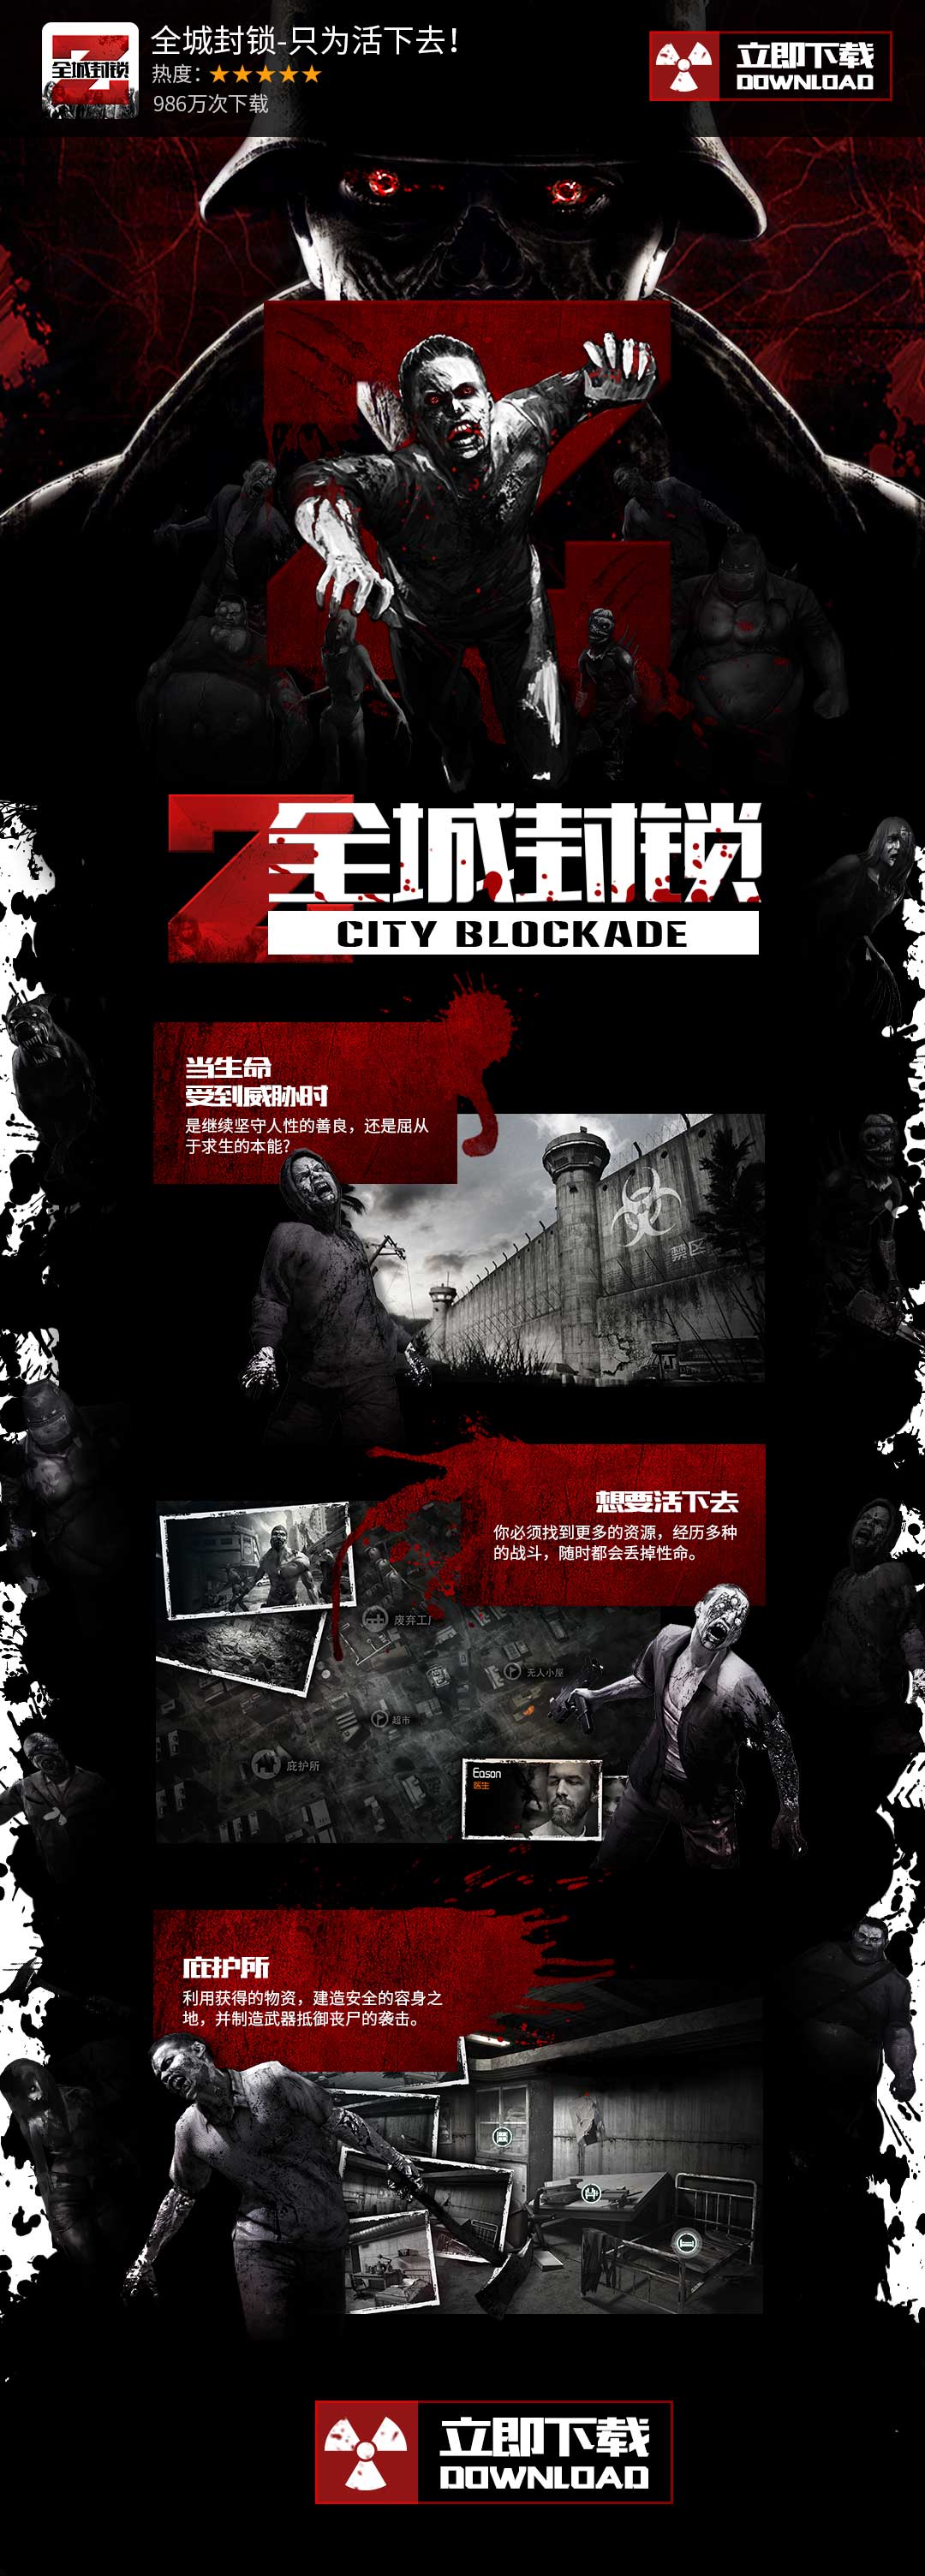 全城封锁
全城封锁-只为活下去!
热度:★★★★★
986万次下载
立即下载
DOWNLOAD
Z全城封锁
CITY BLOCKADE
当生命
受到威胁时
是继续坚守人性的善良，还是屈从
于求生的本能?
禁区
想要活下去
你必须找到更多的资源，经历多种
的战斗，随时都会丢掉性命。
废弃工厂
无人小屋
超市
庇护所
Eason
医生
庇护所
利用获得的物资，建造安全的容身之
地，并制造武器抵御丧尸的袭击。
立即下载
DOWNLOAD